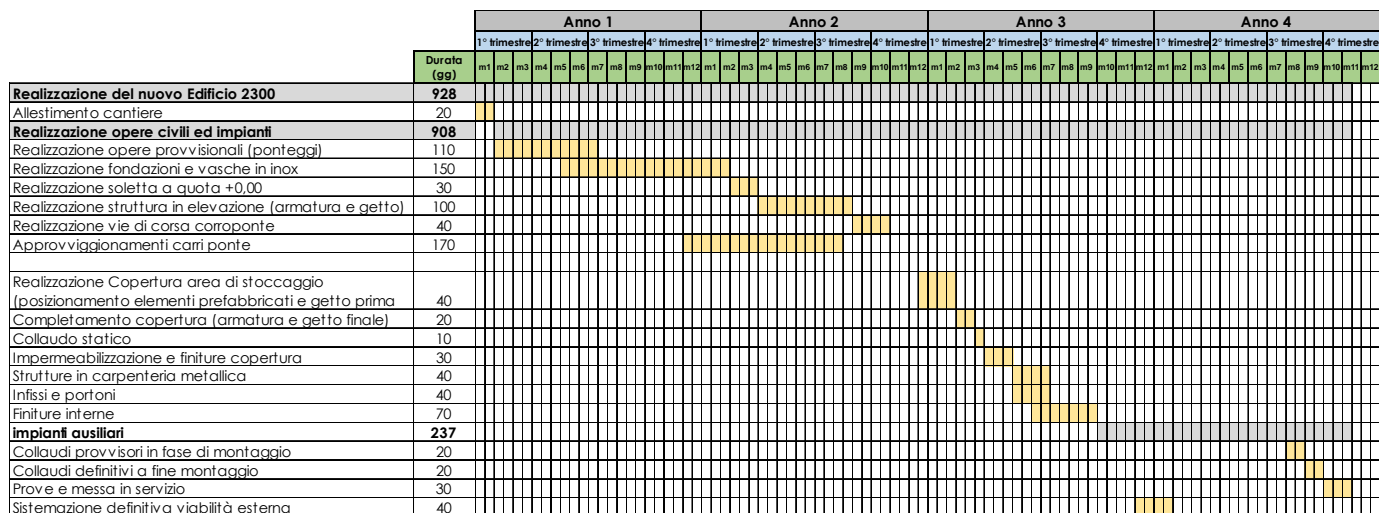 Anno 1 Anno 2 Anno 3 Anno 4
1° trimestre 2° trimestre 3° trimestre 4° trimestre 1° trimestre 2° trimestre 3° trimestre 4° trimestre 1° trimestre 2° trimestre 3° trimestre 4° trimestre 1° trimestre 2° trimestre 3° trimestre 4° trimestre
Durata
(gg) m1 m2 m3 m4 m5 m6 m7 m8 m9 m10 m11 m12 m1 m2 m3 m4 m5 m6 m7 m8 m9 m10 m11 m12 m1 m2 m3 m4 m5 m6 m7 m8 m9 m10 m11 m12 m1 m2 m3 m4 m5 m6 m7 m8 m9 m10 m11 m12
Realizzazione del nuovo Edificio 2300 928
Allestimento cantiere 20
Realizzazione opere civili ed impianti 908
Realizzazione opere provvisionali (ponteggi) 110
Realizzazione fondazioni e vasche in inox 150
Realizzazione soletta a quota +0,00 30
Realizzazione struttura in elevazione (armatura e getto) 100
Realizzazione vie di corsa corroponte 40
Approvviggionamenti carri ponte 170
Realizzazione Copertura area di stoccaggio
(posizionamento elementi prefabbricati e getto prima 40
Completamento copertura (armatura e getto finale) 20
Collaudo statico 10
Impermeabilizzazione e finiture copertura 30
Strutture in carpenteria metallica 40
Infissi e portoni 40
Finiture interne 70
impianti ausiliari 237
Collaudi provvisori in fase di montaggio 20
Collaudi definitivi a fine montaggio 20
Prove e messa in servizio 30
Sistemazione definitiva viabilità esterna 40